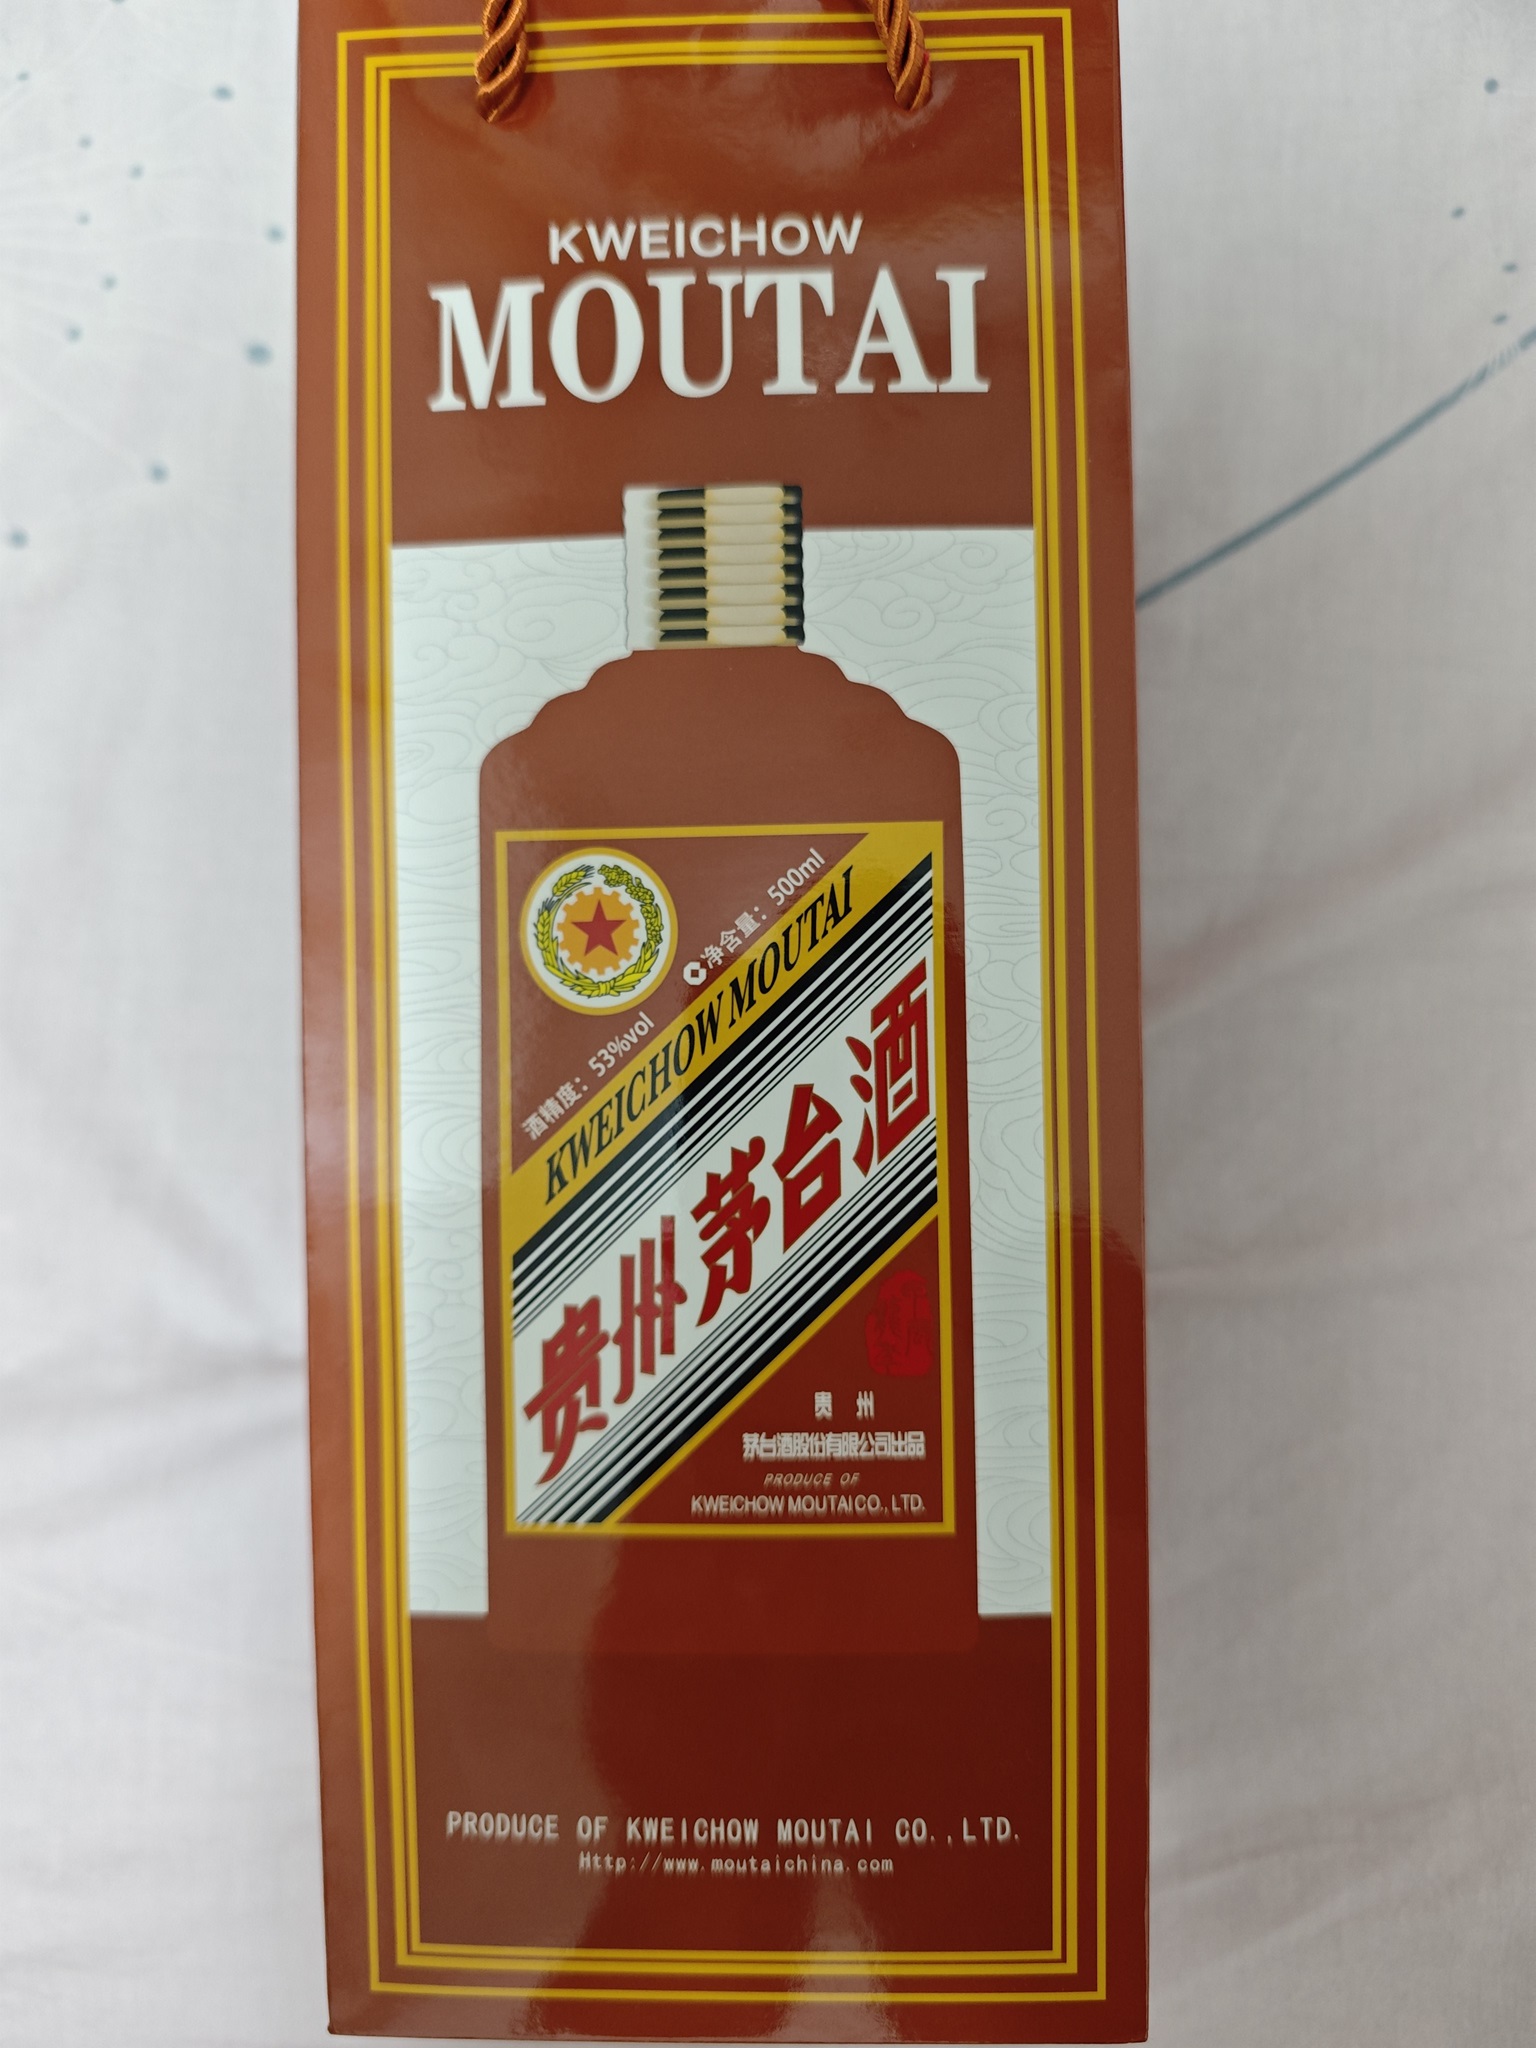 KWEICHOW
MOUTAI
净含量：500ml
酒精度：53%vol
KWEICHOW MOUTAI
贵州茅台酒
贵 州
茅台酒股份有限公司出品
PRODUCE OF
KWEICHOW MOUTAI CO., LTD.
PRODUCE OF KWEICHOW MOUTAI CO.,LTD.
Http://www.moutaichina.com